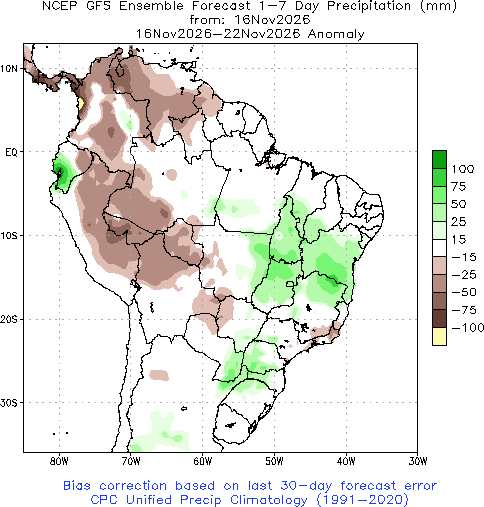 NCEP GFS Ensemble Forecast 1−7 Day Precipitation (mm)
from: 16Nov2026
16Nov2026−22Nov2026 Anomaly
10N
EQ
10S
20S
30S
80W 70W 60W 50W 40W 30W
100
75
50
25
15
−15
−25
−50
−75
−100
Bias correction based on last 30−day forecast error
CPC Unified Precip Climatology (1991−2020)